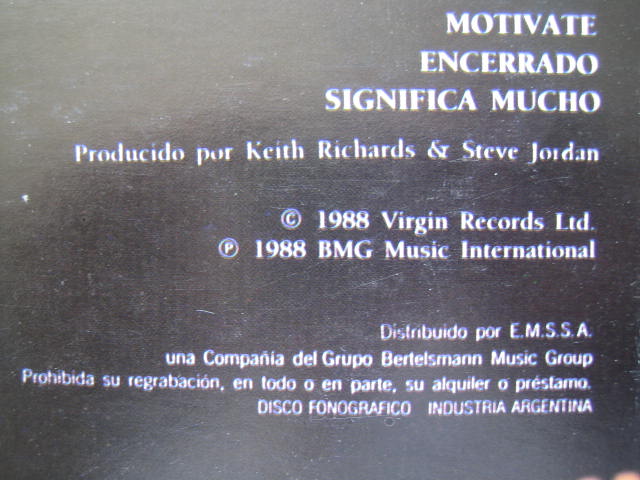 MOTIVATE
ENCERRADO
SIGNIFICA MUCHO
Producido por Keith Richards & Steve Jordan
© 1988 Virgin Records Ltd.
℗ 1988 BMG Music International
Distribuido por E.M.S.S.A.
una Compañía del Grupo Bertelsmann Music Group
Prohibida su regrabación, en todo o en parte, su alquiler o préstamo.
DISCO FONOGRAFICO INDUSTRIA ARGENTINA